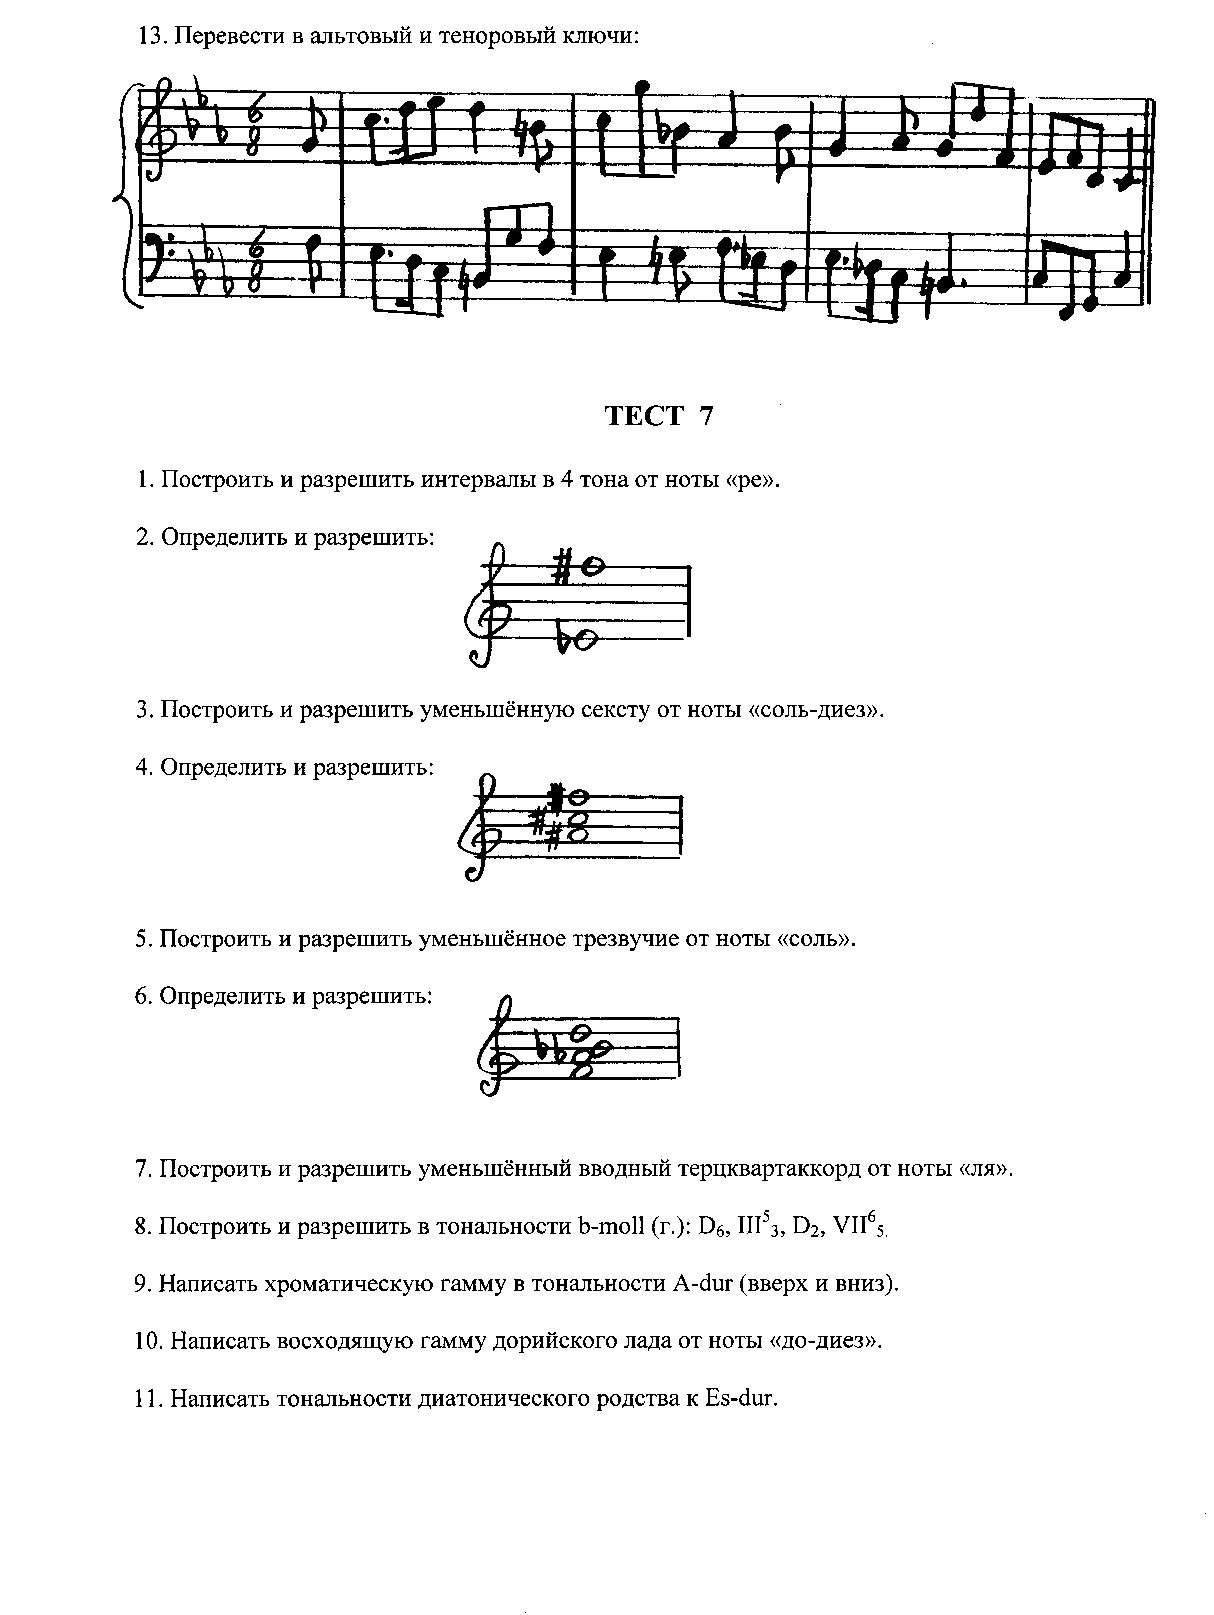 13. Перевести в альтовый и теноровый ключи:
6
8
6
8
ТЕСТ 7
1. Построить и разрешить интервалы в 4 тона от ноты «ре».
2. Определить и разрешить:
3. Построить и разрешить уменьшённую сексту от ноты «соль-диез».
4. Определить и разрешить:
5. Построить и разрешить уменьшённое трезвучие от ноты «соль».
6. Определить и разрешить:
7. Построить и разрешить уменьшённый вводный терцквартаккорд от ноты «ля».
8. Построить и разрешить в тональности b-moll (г.): D₆, III⁵₃, D₂, VII⁶₅.
9. Написать хроматическую гамму в тональности A-dur (вверх и вниз).
10. Написать восходящую гамму дорийского лада от ноты «до-диез».
11. Написать тональности диатонического родства к Es-dur.